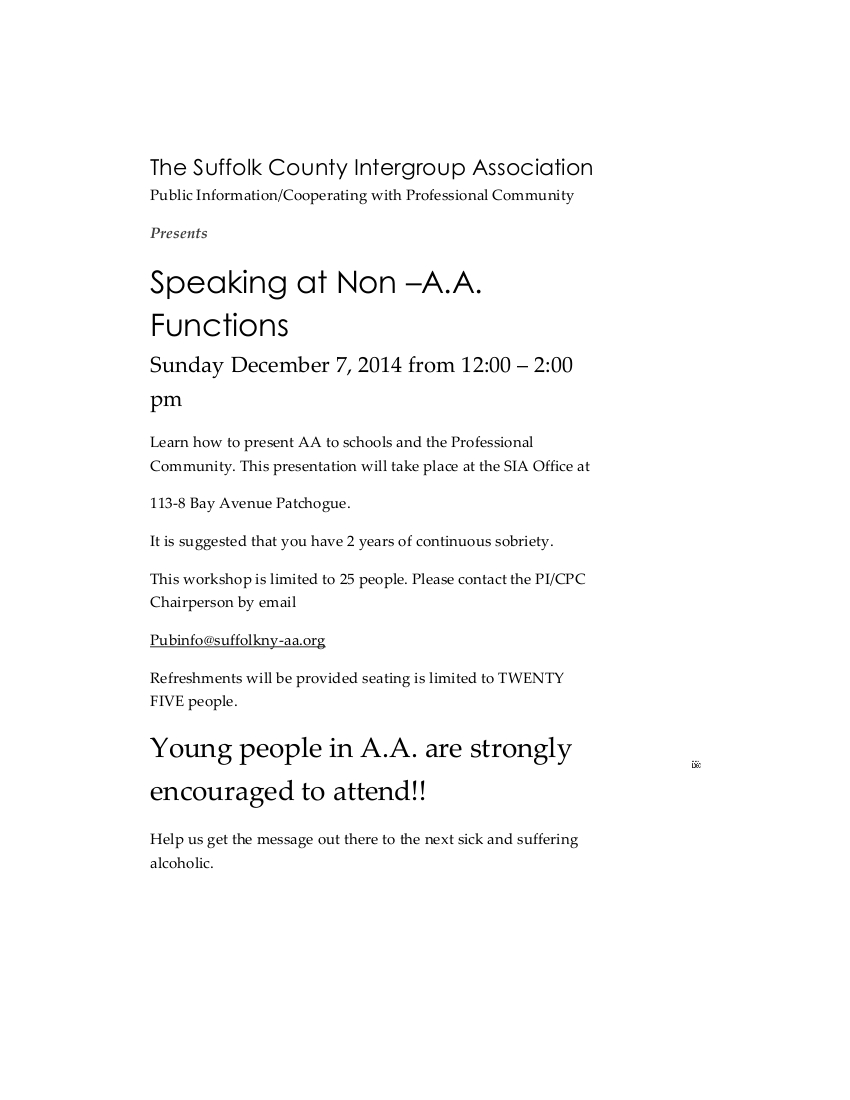 The Suffolk County Intergroup Association
Public Information/Cooperating with Professional Community
Presents
Speaking at Non –A.A.
Functions
Sunday December 7, 2014 from 12:00 – 2:00
pm
Learn how to present AA to schools and the Professional
Community. This presentation will take place at the SIA Office at
113-8 Bay Avenue Patchogue.
It is suggested that you have 2 years of continuous sobriety.
This workshop is limited to 25 people. Please contact the PI/CPC
Chairperson by email
Pubinfo@suffolkny-aa.org
Refreshments will be provided seating is limited to TWENTY
FIVE people.
Young people in A.A. are strongly
encouraged to attend!!
Help us get the message out there to the next sick and suffering
alcoholic.